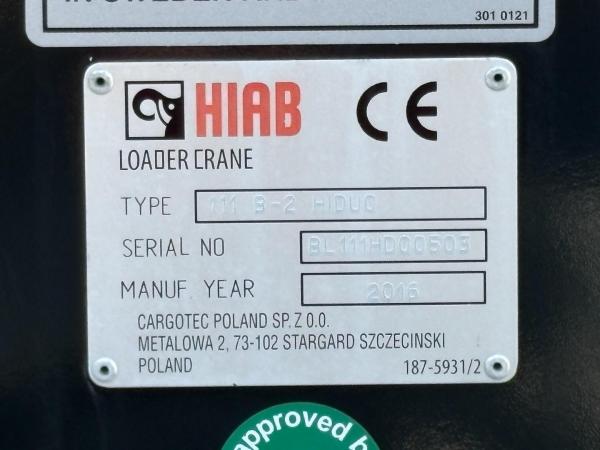 301 0121
HIAB CE
LOADER CRANE
TYPE 111 B-2 HIDUO
SERIAL NO BL111HD00503
MANUF. YEAR 2016
CARGOTEC POLAND SP. Z O.O.
METALOWA 2, 73-102 STARGARD SZCZECINSKI
POLAND 187-5931/2
approved